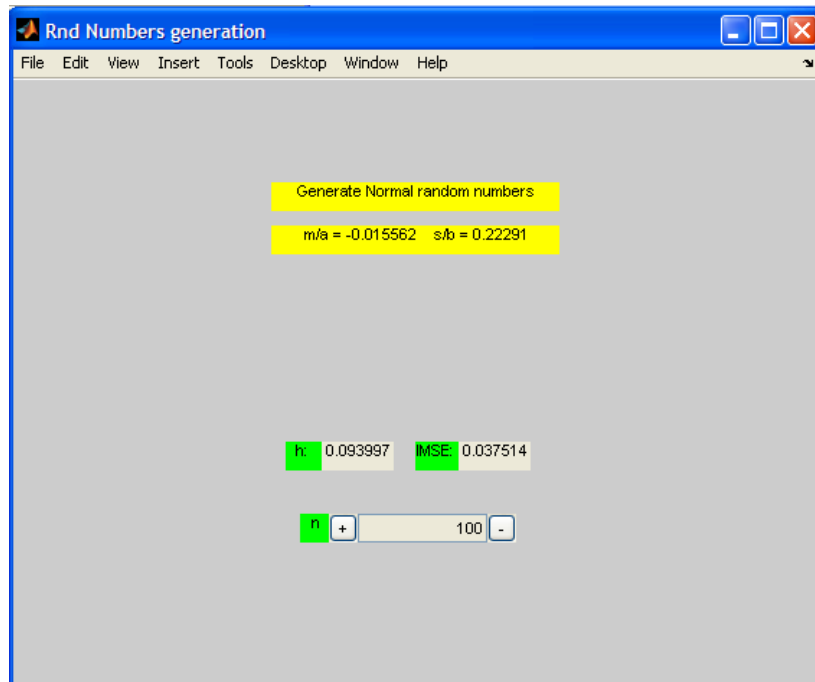 Rnd Numbers generation
File Edit View Insert Tools Desktop Window Help
Generate Normal random numbers
m/a = -0.015562 s/b = 0.22291
h: 0.093997 IMSE: 0.037514
n + 100 -